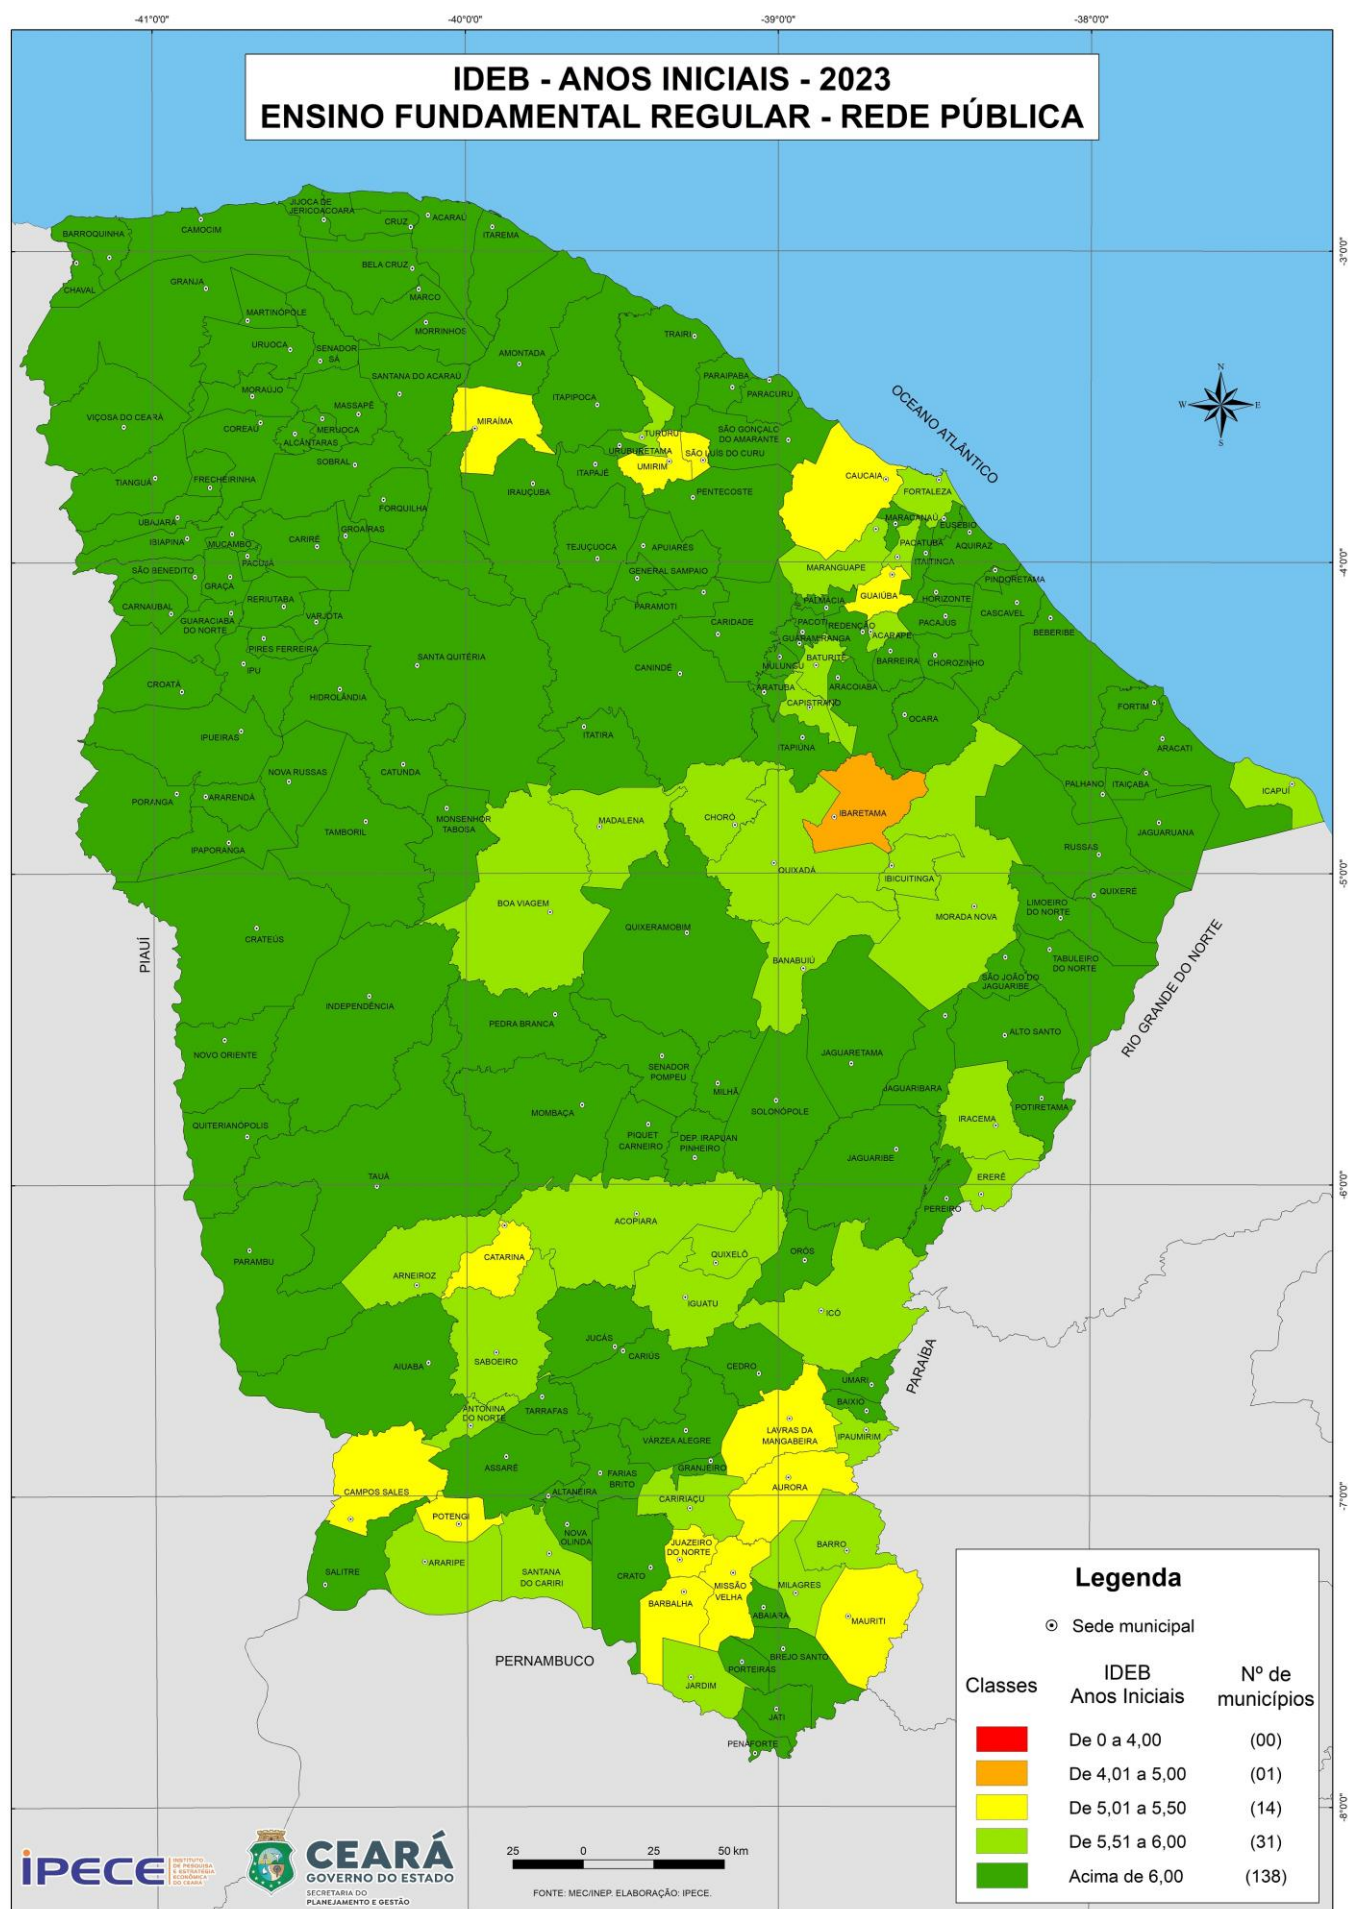 -41°0'0"
-40°0'0"
-39°0'0"
-38°0'0"
IDEB - ANOS INICIAIS - 2023
ENSINO FUNDAMENTAL REGULAR - REDE PÚBLICA
JIJOCA DE
JERICOACOARA
CRUZ
ACARAÚ
BARROQUINHA
CAMOCIM
ITAREMA
-3°0'0"
BELA CRUZ
CHAVAL
GRANJA
MARCO
MARTINÓPOLE
MORRINHOS
TRAIRI
URUOCA
SENADOR
SÁ
AMONTADA
SANTANA DO ACARAÚ
PARAIPABA
PARACURU
MORAÚJO
MASSAPÊ
ITAPIPOCA
OCEANO ATLÂNTICO
N
W
E
S
VIÇOSA DO CEARÁ
MIRAÍMA
COREAÚ
MERUOCA
ALCÂNTARAS
TURURU
SÃO GONÇALO
DO AMARANTE
URUBURETAMA
SÃO LUÍS DO CURU
SOBRAL
UMIRIM
ITAPAJÉ
TIANGUÁ
FRECHEIRINHA
IRAUÇUBA
PENTECOSTE
CAUCAIA
FORTALEZA
FORQUILHA
UBAJARA
MARACANAÚ
EUSÉBIO
IBIAPINA
MUCAMBO
CARIRÉ
GROAÍRAS
TEJUÇUOCA
APUIARÉS
PACATUBA
AQUIRAZ
PACUJÁ
ITAITINGA
-4°0'0"
SÃO BENEDITO
GRAÇA
GENERAL SAMPAIO
MARANGUAPE
PINDORETAMA
CARNAUBAL
RERIUTABA
PARAMOTI
GUAIÚBA
HORIZONTE
GUARACIABA
DO NORTE
VARJOTA
PALMÁCIA
CASCAVEL
CARIDADE
PACOTI
REDENÇÃO
PACAJUS
BEBERIBE
PIRES FERREIRA
GUARAMIRANGA
ACARAPE
IPU
SANTA QUITÉRIA
CANINDÉ
MULUNGU
BATURITÉ
BARREIRA
CHOROZINHO
CROATÁ
HIDROLÂNDIA
ARATUBA
ARACOIABA
CAPISTRANO
FORTIM
IPUEIRAS
ITATIRA
ITAPIÚNA
OCARA
ARACATI
NOVA RUSSAS
CATUNDA
PALHANO
ITAIÇABA
ICAPUÍ
PORANGA
ARARENDÁ
MONSENHOR
TABOSA
MADALENA
CHORÓ
IBARETAMA
JAGUARUANA
TAMBORIL
IPAPORANGA
RUSSAS
-5°0'0"
QUIXADÁ
IBICUITINGA
BOA VIAGEM
QUIXERÉ
LIMOEIRO
DO NORTE
MORADA NOVA
CRATEÚS
QUIXERAMOBIM
PIAUÍ
BANABUIÚ
TABULEIRO
DO NORTE
SÃO JOÃO DO
JAGUARIBE
RIO GRANDE DO NORTE
INDEPENDÊNCIA
PEDRA BRANCA
ALTO SANTO
NOVO ORIENTE
SENADOR
POMPEU
JAGUARETAMA
MILHÃ
JAGUARIBARA
SOLONÓPOLE
POTIRETAMA
MOMBAÇA
IRACEMA
QUITERIANÓPOLIS
PIQUET
CARNEIRO
DEP. IRAPUAN
PINHEIRO
JAGUARIBE
TAUÁ
ERERÊ
-6°0'0"
PEREIRO
ACOPIARA
PARAMBU
CATARINA
QUIXELÔ
ORÓS
ARNEIROZ
IGUATU
ICÓ
JUCÁS
CARIÚS
PARAÍBA
SABOEIRO
CEDRO
AIUABA
UMARI
BAIXIO
ANTONINA
DO NORTE
TARRAFAS
LAVRAS DA
MANGABEIRA
IPAUMIRIM
VÁRZEA ALEGRE
ASSARÉ
FARIAS
BRITO
GRANJEIRO
CAMPOS SALES
ALTANEIRA
CARIRIAÇU
AURORA
-7°0'0"
POTENGI
NOVA
OLINDA
JUAZEIRO
DO NORTE
BARRO
SALITRE
ARARIPE
SANTANA
DO CARIRI
CRATO
MISSÃO
VELHA
MILAGRES
BARBALHA
ABAIARA
MAURITI
PERNAMBUCO
BREJO SANTO
PORTEIRAS
JARDIM
JATI
PENAFORTE
-8°0'0"
Legenda
Sede municipal
Classes
IDEB
Anos Iniciais
Nº de
municípios
De 0 a 4,00 (00)
De 4,01 a 5,00 (01)
De 5,01 a 5,50 (14)
De 5,51 a 6,00 (31)
Acima de 6,00 (138)
iPECE
INSTITUTO
DE PESQUISA
E ESTRATÉGIA
ECONÔMICA
DO CEARÁ
CEARÁ
GOVERNO DO ESTADO
SECRETARIA DO
PLANEJAMENTO E GESTÃO
25 0 25 50 km
FONTE: MEC/INEP. ELABORAÇÃO: IPECE.